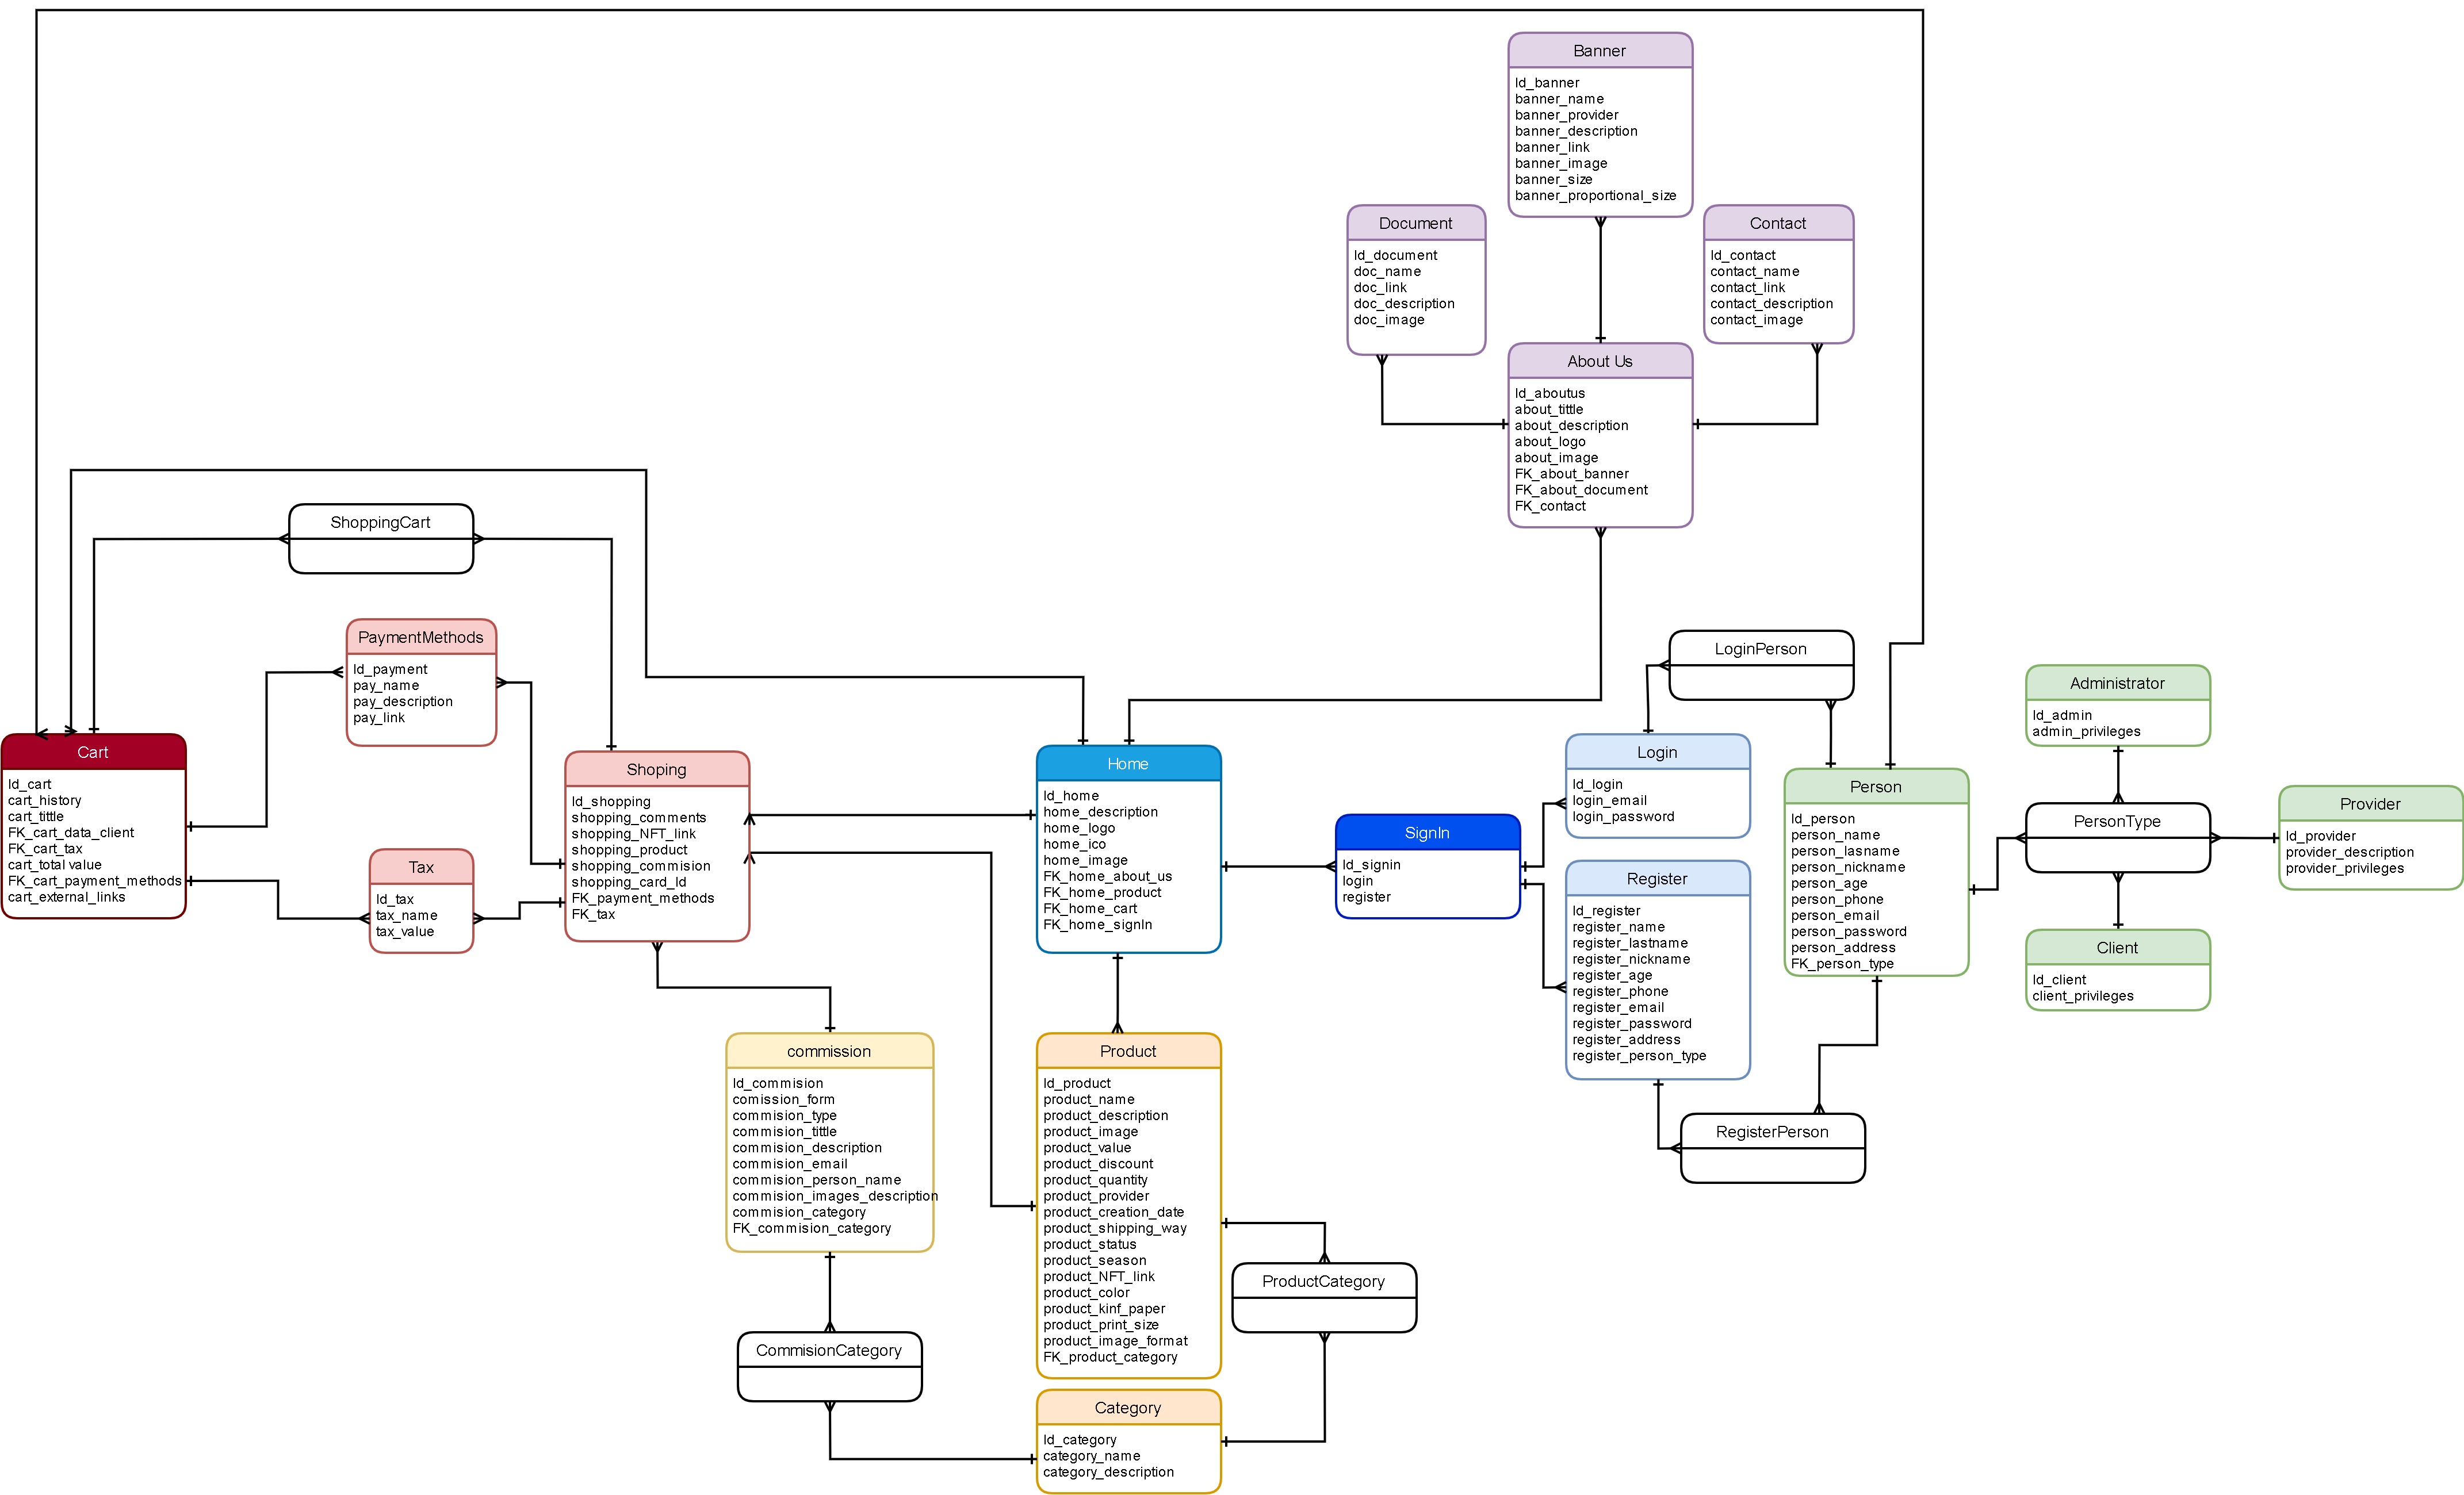 Banner
Id_banner
banner_name
banner_provider
banner_description
banner_link
banner_image
banner_size
banner_proportional_size
Document
Id_document
doc_name
doc_link
doc_description
doc_image
Contact
Id_contact
contact_name
contact_link
contact_description
contact_image
About Us
Id_aboutus
about_tittle
about_description
about_logo
about_image
FK_about_banner
FK_about_document
FK_contact
ShoppingCart
PaymentMethods
Id_payment
pay_name
pay_description
pay_link
Cart
Id_cart
cart_history
cart_tittle
FK_cart_data_client
FK_cart_tax
cart_total value
FK_cart_payment_methods
cart_external_links
Tax
Id_tax
tax_name
tax_value
Shoping
Id_shopping
shopping_comments
shopping_NFT_link
shopping_product
shopping_commision
shopping_card_Id
FK_payment_methods
FK_tax
Home
Id_home
home_description
home_logo
home_ico
home_image
FK_home_about_us
FK_home_product
FK_home_cart
FK_home_signIn
SignIn
Id_signin
login
register
LoginPerson
Login
Id_login
login_email
login_password
Register
Id_register
register_name
register_lastname
register_nickname
register_age
register_phone
register_email
register_password
register_address
register_person_type
Person
Id_person
person_name
person_lasname
person_nickname
person_age
person_phone
person_email
person_password
person_address
FK_person_type
Administrator
Id_admin
admin_privileges
PersonType
Provider
Id_provider
provider_description
provider_privileges
Client
Id_client
client_privileges
RegisterPerson
commission
Id_commision
comission_form
commision_type
commision_tittle
commision_description
commision_email
commision_person_name
commision_images_description
commision_category
FK_commision_category
Product
Id_product
product_name
product_description
product_image
product_value
product_discount
product_quantity
product_provider
product_creation_date
product_shipping_way
product_status
product_season
product_NFT_link
product_color
product_kinf_paper
product_print_size
product_image_format
FK_product_category
ProductCategory
CommisionCategory
Category
Id_category
category_name
category_description